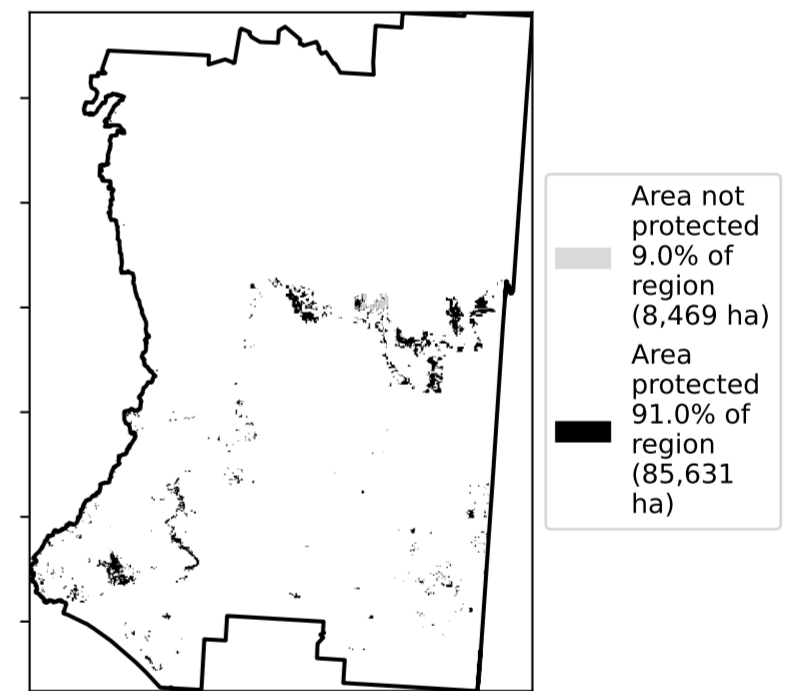 Area not
protected
9.0% of
region
(8,469 ha)
Area
protected
91.0% of
region
(85,631
ha)